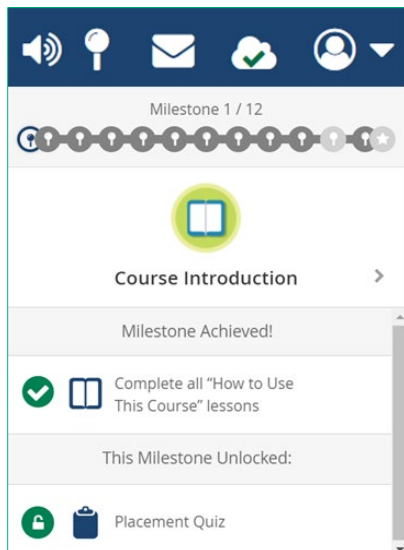 Milestone 1 / 12
Course Introduction
Milestone Achieved!
Complete all "How to Use
This Course" lessons
This Milestone Unlocked:
Placement Quiz